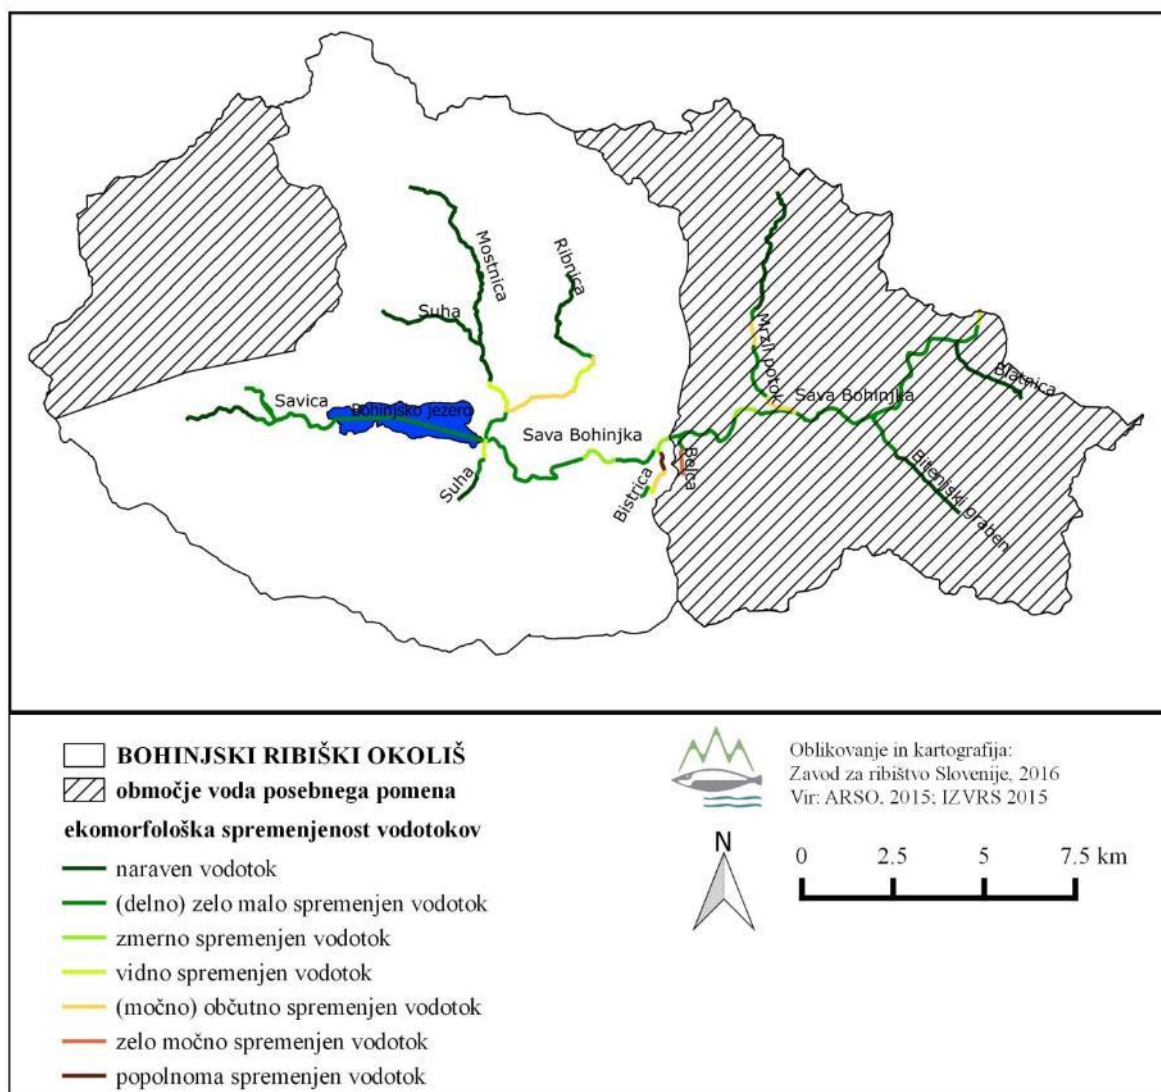 Mostnica
Ribnica
Suha
Savica
Bohinjsko jezero
Sava Bohinjka
Suha
Bistrica
Belca
Mrzli potok
Sava Bohinjka
Blatnica
Bitenjski graben
BOHINJSKI RIBIŠKI OKOLIŠ
območje voda posebnega pomena
ekomorfološka spremenjenost vodotokov
naraven vodotok
(delno) zelo malo spremenjen vodotok
zmerno spremenjen vodotok
vidno spremenjen vodotok
(močno) občutno spremenjen vodotok
zelo močno spremenjen vodotok
popolnoma spremenjen vodotok
Oblikovanje in kartografija:
Zavod za ribištvo Slovenije, 2016
Vir: ARSO, 2015; IZVRS 2015
N
0 2.5 5 7.5 km